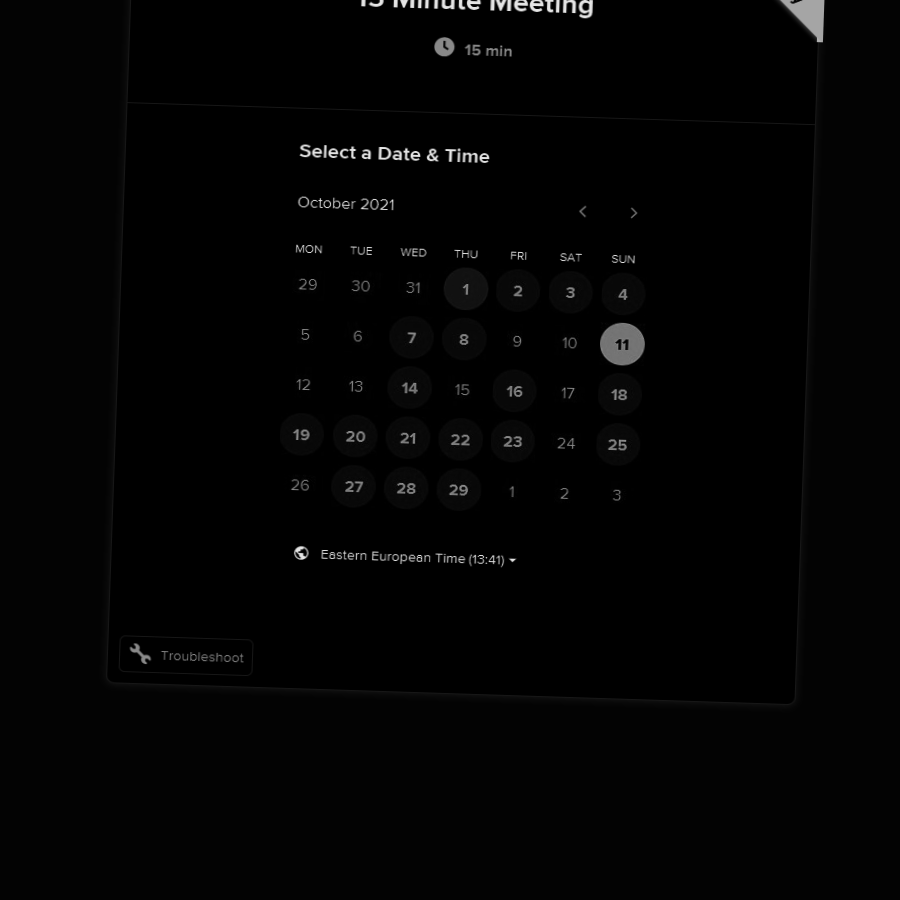 15 Minute Meeting
15 min
Select a Date & Time
October 2021
MON TUE WED THU FRI SAT SUN
29 30 31 1 2 3 4
5 6 7 8 9 10 11
12 13 14 15 16 17 18
19 20 21 22 23 24 25
26 27 28 29 1 2 3
Eastern European Time (13:41)
Troubleshoot